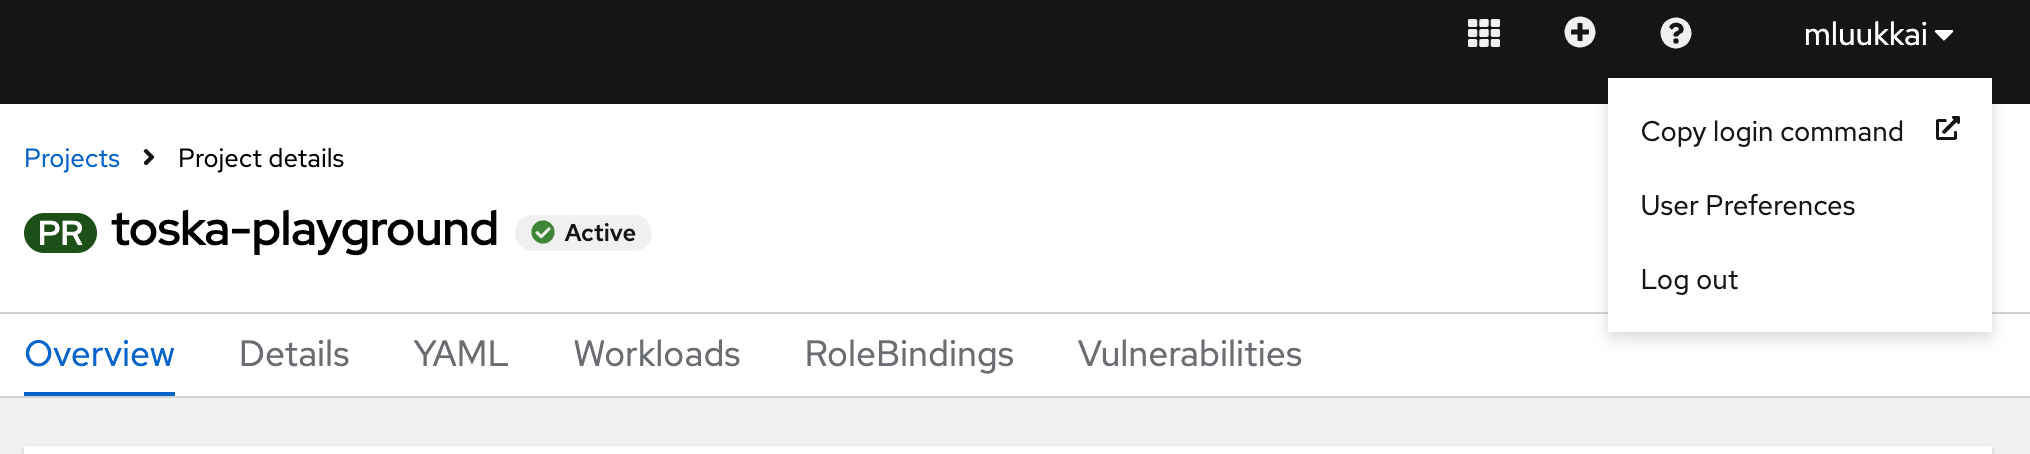 mluukkai
Copy login command
User Preferences
Log out
Projects > Project details
PR toska-playground Active
Overview Details YAML Workloads RoleBindings Vulnerabilities